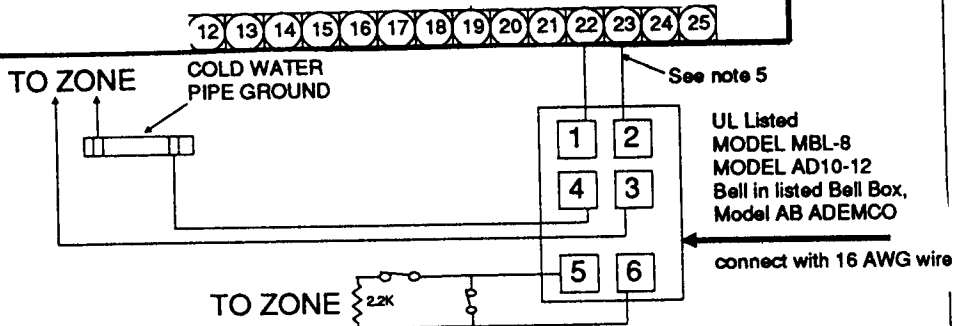 12 13 14 15 16 17 18 19 20 21 22 23 24 25
TO ZONE
COLD WATER
PIPE GROUND
See note 5
1 2
4 3
5 6
UL Listed
MODEL MBL-8
MODEL AD10-12
Bell in listed Bell Box,
Model AB ADEMCO
connect with 16 AWG wire
TO ZONE
2.2K